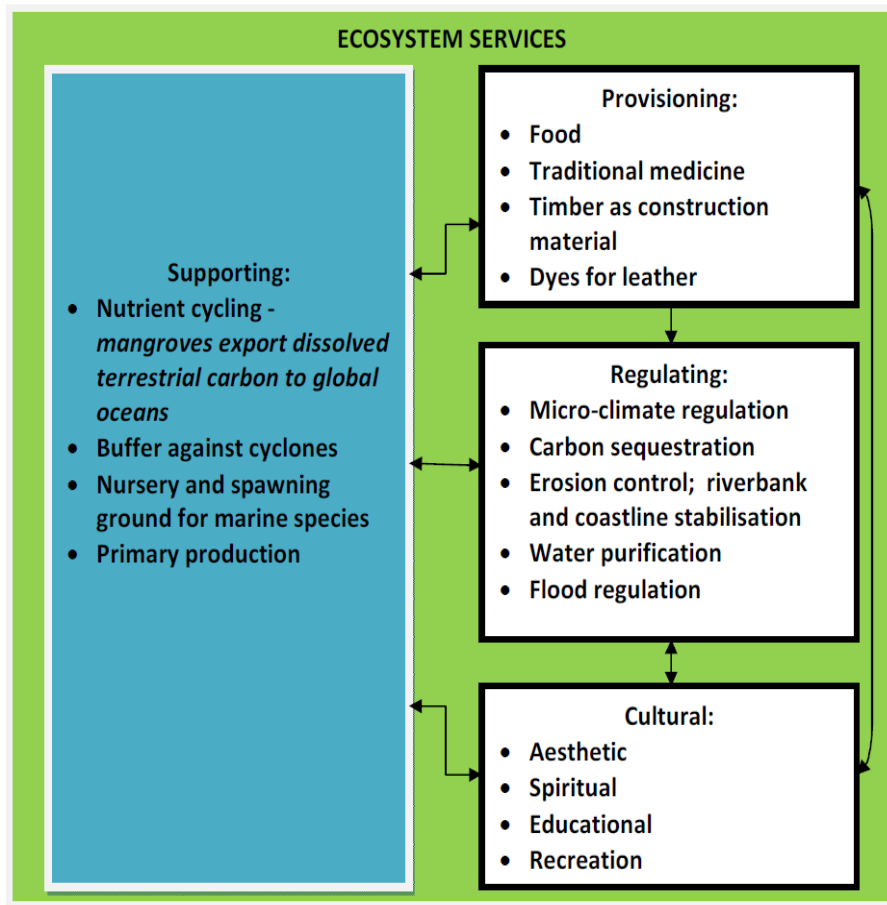 ECOSYSTEM SERVICES
Supporting:
• Nutrient cycling -
mangroves export dissolved
terrestrial carbon to global
oceans
• Buffer against cyclones
• Nursery and spawning
ground for marine species
• Primary production
Provisioning:
• Food
• Traditional medicine
• Timber as construction
material
• Dyes for leather
Regulating:
• Micro-climate regulation
• Carbon sequestration
• Erosion control; riverbank
and coastline stabilisation
• Water purification
• Flood regulation
Cultural:
• Aesthetic
• Spiritual
• Educational
• Recreation